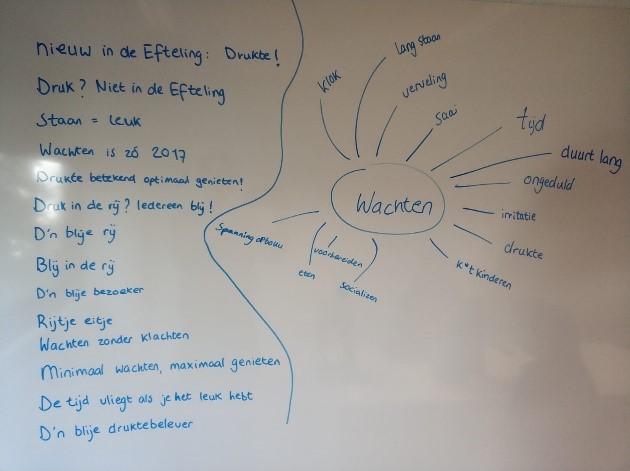 nieuw in de Efteling: Drukte!
Druk? Niet in de Efteling
Staan = leuk
Wachten is zó 2017
Drukte betekend optimaal genieten!
Druk in de rij? Iedereen blij!
D'n blije rij
Blij in de rij
D'n blije bezoeker
Rijtje eitje
Wachten zonder klachten
Minimaal wachten, maximaal genieten
De tijd vliegt als je het leuk hebt
D'n blije druktebelever
Wachten
klok
lang staan
verveling
saai
tijd
duurt lang
ongeduld
irritatie
drukte
k*t kinderen
socializen
voorbereiden
eten
Spanning opbouw